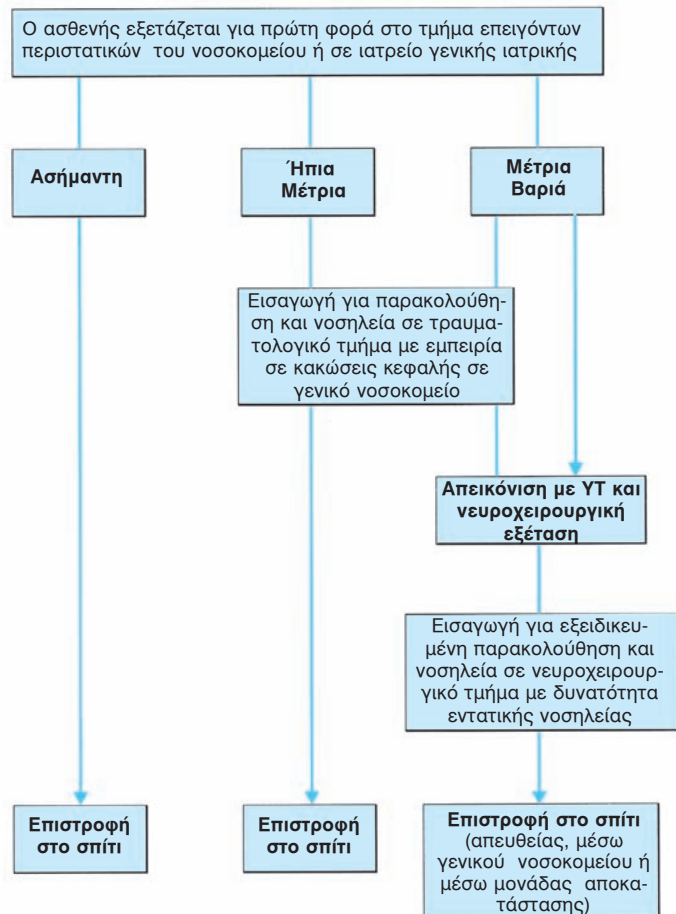 Ο ασθενής εξετάζεται για πρώτη φορά στο τμήμα επειγόντων
περιστατικών του νοσοκομείου ή σε ιατρείο γενικής ιατρικής
Ασήμαντη
Ήπια
Μέτρια
Μέτρια
Βαριά
Εισαγωγή για παρακολούθη-
ση και νοσηλεία σε τραυμα-
τολογικό τμήμα με εμπειρία
σε κακώσεις κεφαλής σε
γενικό νοσοκομείο
Απεικόνιση με ΥΤ και
νευροχειρουργική
εξέταση
Εισαγωγή για εξειδικευ-
μένη παρακολούθηση και
νοσηλεία σε νευροχειρουρ-
γικό τμήμα με δυνατότητα
εντατικής νοσηλείας
Επιστροφή
στο σπίτι
Επιστροφή
στο σπίτι
Επιστροφή στο σπίτι
(απευθείας, μέσω
γενικού νοσοκομείου ή
μέσω μονάδας αποκα-
τάστασης)